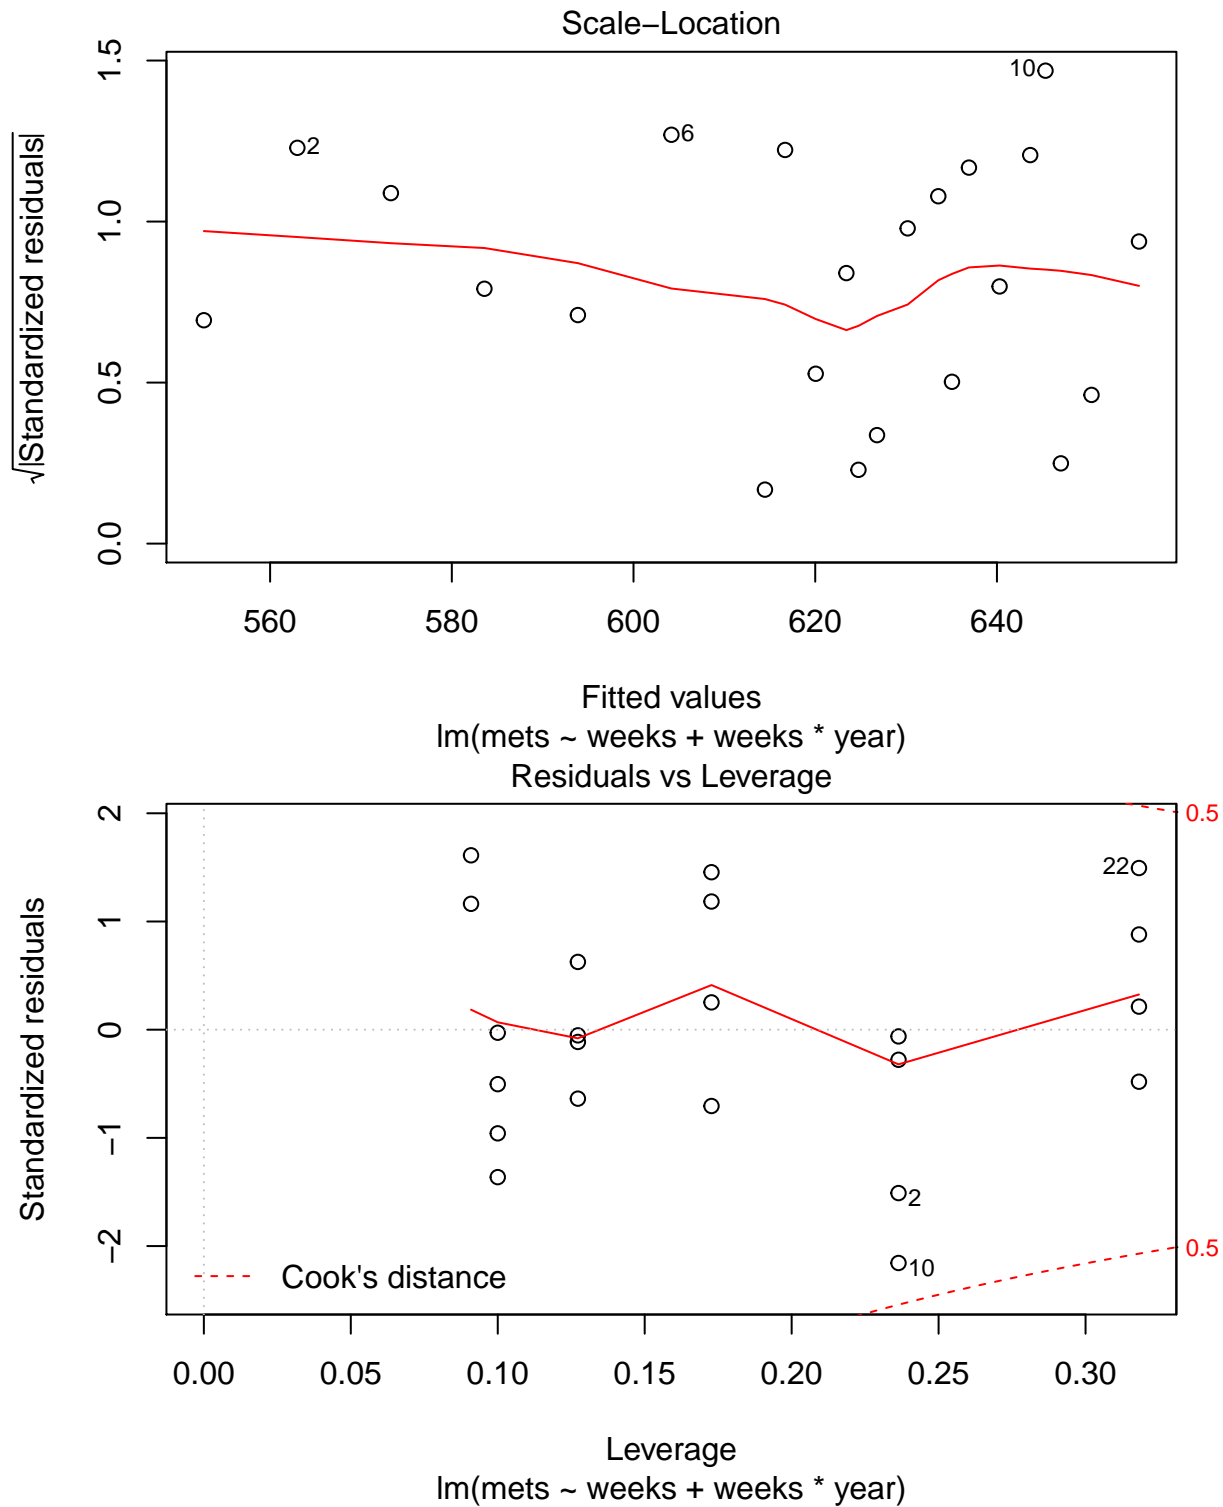 Scale−Location
√|Standardized residuals|
1.5
1.0
0.5
0.0
2
6
10
560 580 600 620 640
Fitted values
lm(mets ~ weeks + weeks * year)
Residuals vs Leverage
Standardized residuals
2
1
0
−1
−2
0.5
22
2
0.5
10
Cook's distance
0.00 0.05 0.10 0.15 0.20 0.25 0.30
Leverage
lm(mets ~ weeks + weeks * year)